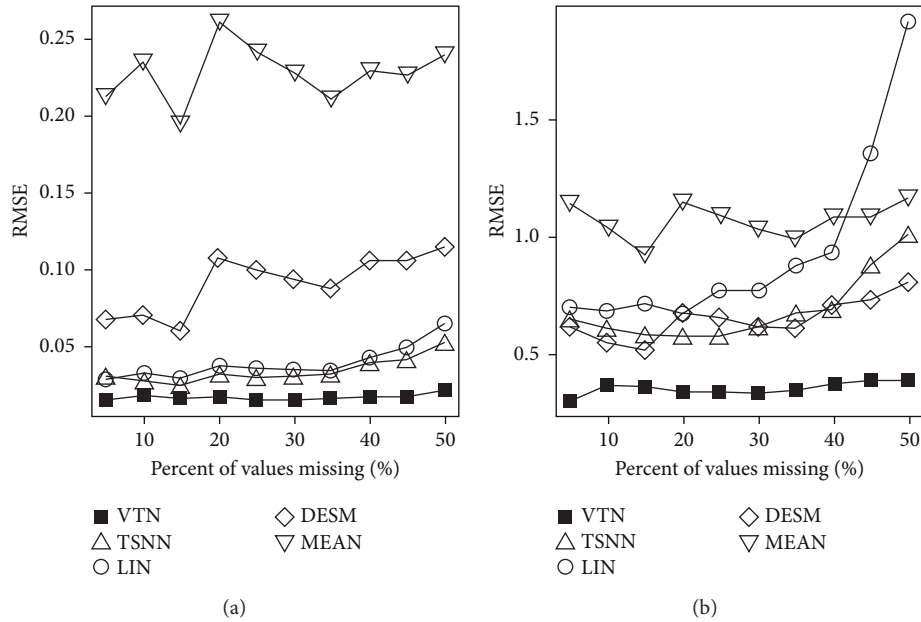 0.25
0.20
0.15
0.10
0.05
RMSE
10 20 30 40 50
Percent of values missing (%)
VTN DESM
TSNN MEAN
LIN
(a)
1.5
1.0
0.5
RMSE
10 20 30 40 50
Percent of values missing (%)
VTN DESM
TSNN MEAN
LIN
(b)